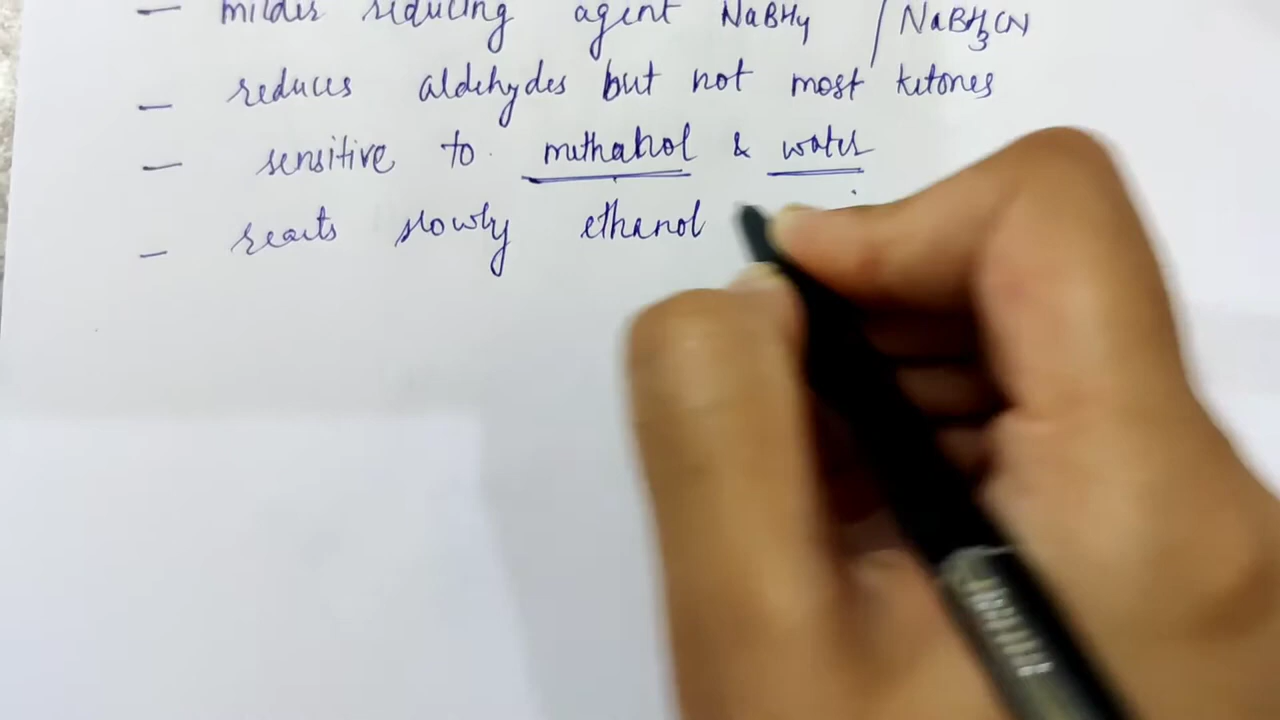 — milder reducing agent NaBH4 / NaBH3CN
— reduces aldehydes but not most ketones
— sensitive to methanol & water
— reacts slowly ethanol